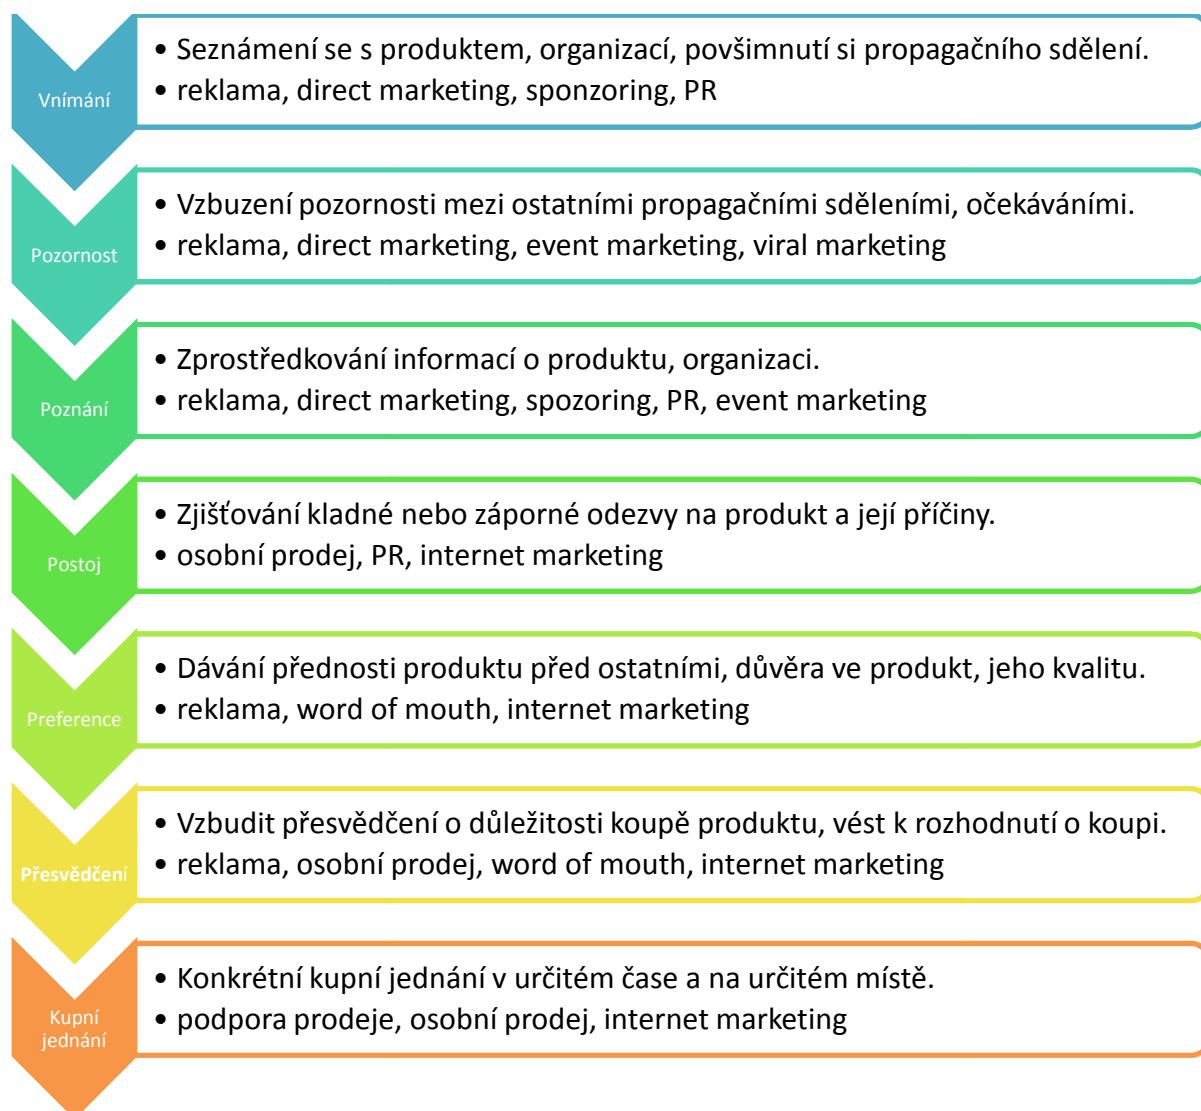 Vnímání
• Seznámení se s produktem, organizací, povšimnutí si propagačního sdělení.
• reklama, direct marketing, sponzoring, PR
Pozornost
• Vzbuzení pozornosti mezi ostatními propagačními sděleními, očekáváními.
• reklama, direct marketing, event marketing, viral marketing
Poznání
• Zprostředkování informací o produktu, organizaci.
• reklama, direct marketing, spozoring, PR, event marketing
Postoj
• Zjišťování kladné nebo záporné odezvy na produkt a její příčiny.
• osobní prodej, PR, internet marketing
Preference
• Dávání přednosti produktu před ostatními, důvěra ve produkt, jeho kvalitu.
• reklama, word of mouth, internet marketing
Přesvědčení
• Vzbudit přesvědčení o důležitosti koupě produktu, vést k rozhodnutí o koupi.
• reklama, osobní prodej, word of mouth, internet marketing
Kupní
jednání
• Konkrétní kupní jednání v určitém čase a na určitém místě.
• podpora prodeje, osobní prodej, internet marketing